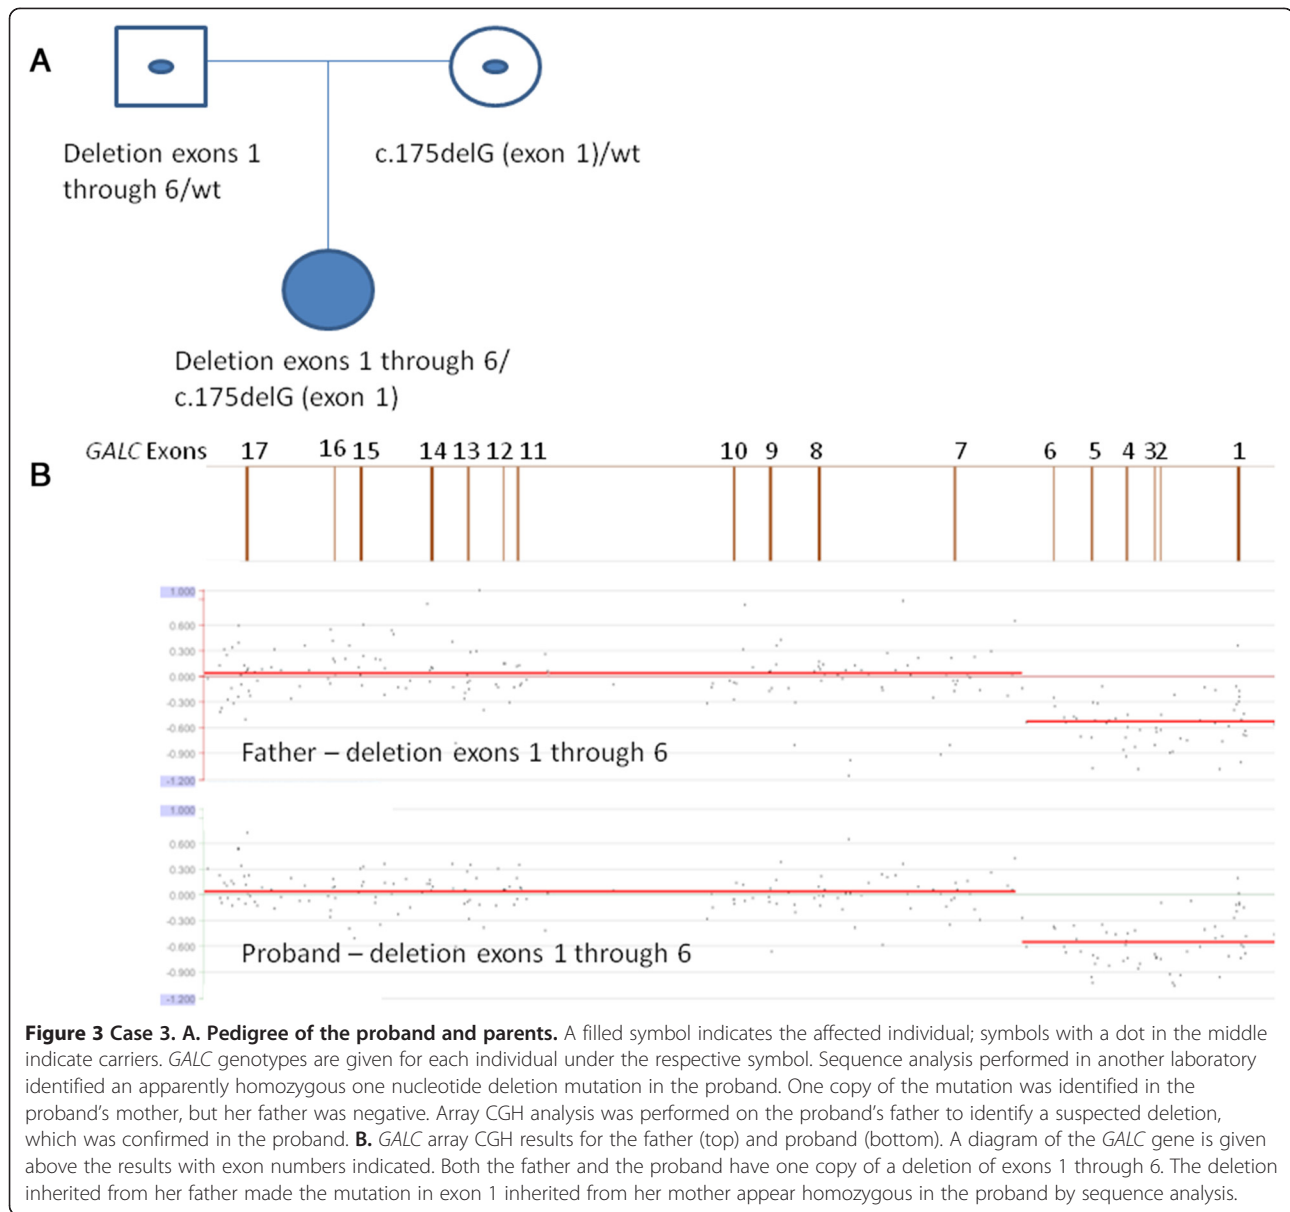 A
Deletion exons 1
through 6/wt
c.175delG (exon 1)/wt
Deletion exons 1 through 6/
c.175delG (exon 1)
B
GALC Exons 17 16 15 14 13 12 11 10 9 8 7 6 5 4 3 2 1
1.000
0.600
0.300
0.000
-0.300
-0.600
-0.900
-1.200
Father – deletion exons 1 through 6
1.000
0.600
0.300
0.000
-0.300
-0.600
-0.900
-1.200
Proband – deletion exons 1 through 6
Figure 3 Case 3. A. Pedigree of the proband and parents. A filled symbol indicates the affected individual; symbols with a dot in the middle
indicate carriers. GALC genotypes are given for each individual under the respective symbol. Sequence analysis performed in another laboratory
identified an apparently homozygous one nucleotide deletion mutation in the proband. One copy of the mutation was identified in the
proband's mother, but her father was negative. Array CGH analysis was performed on the proband's father to identify a suspected deletion,
which was confirmed in the proband. B. GALC array CGH results for the father (top) and proband (bottom). A diagram of the GALC gene is given
above the results with exon numbers indicated. Both the father and the proband have one copy of a deletion of exons 1 through 6. The deletion
inherited from her father made the mutation in exon 1 inherited from her mother appear homozygous in the proband by sequence analysis.